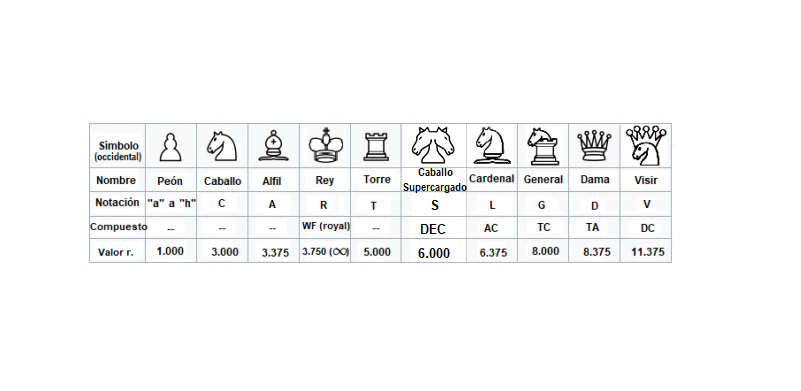 Símbolo
(occidental)
Nombre Peón Caballo Alfil Rey Torre Caballo Supercargado Cardenal General Dama Visir
Notación "a" a "h" C A R T S L G D V
Compuesto -- -- -- WF (royal) -- DEC AC TC TA DC
Valor r. 1.000 3.000 3.375 3.750 (∞) 5.000 6.000 6.375 8.000 8.375 11.375